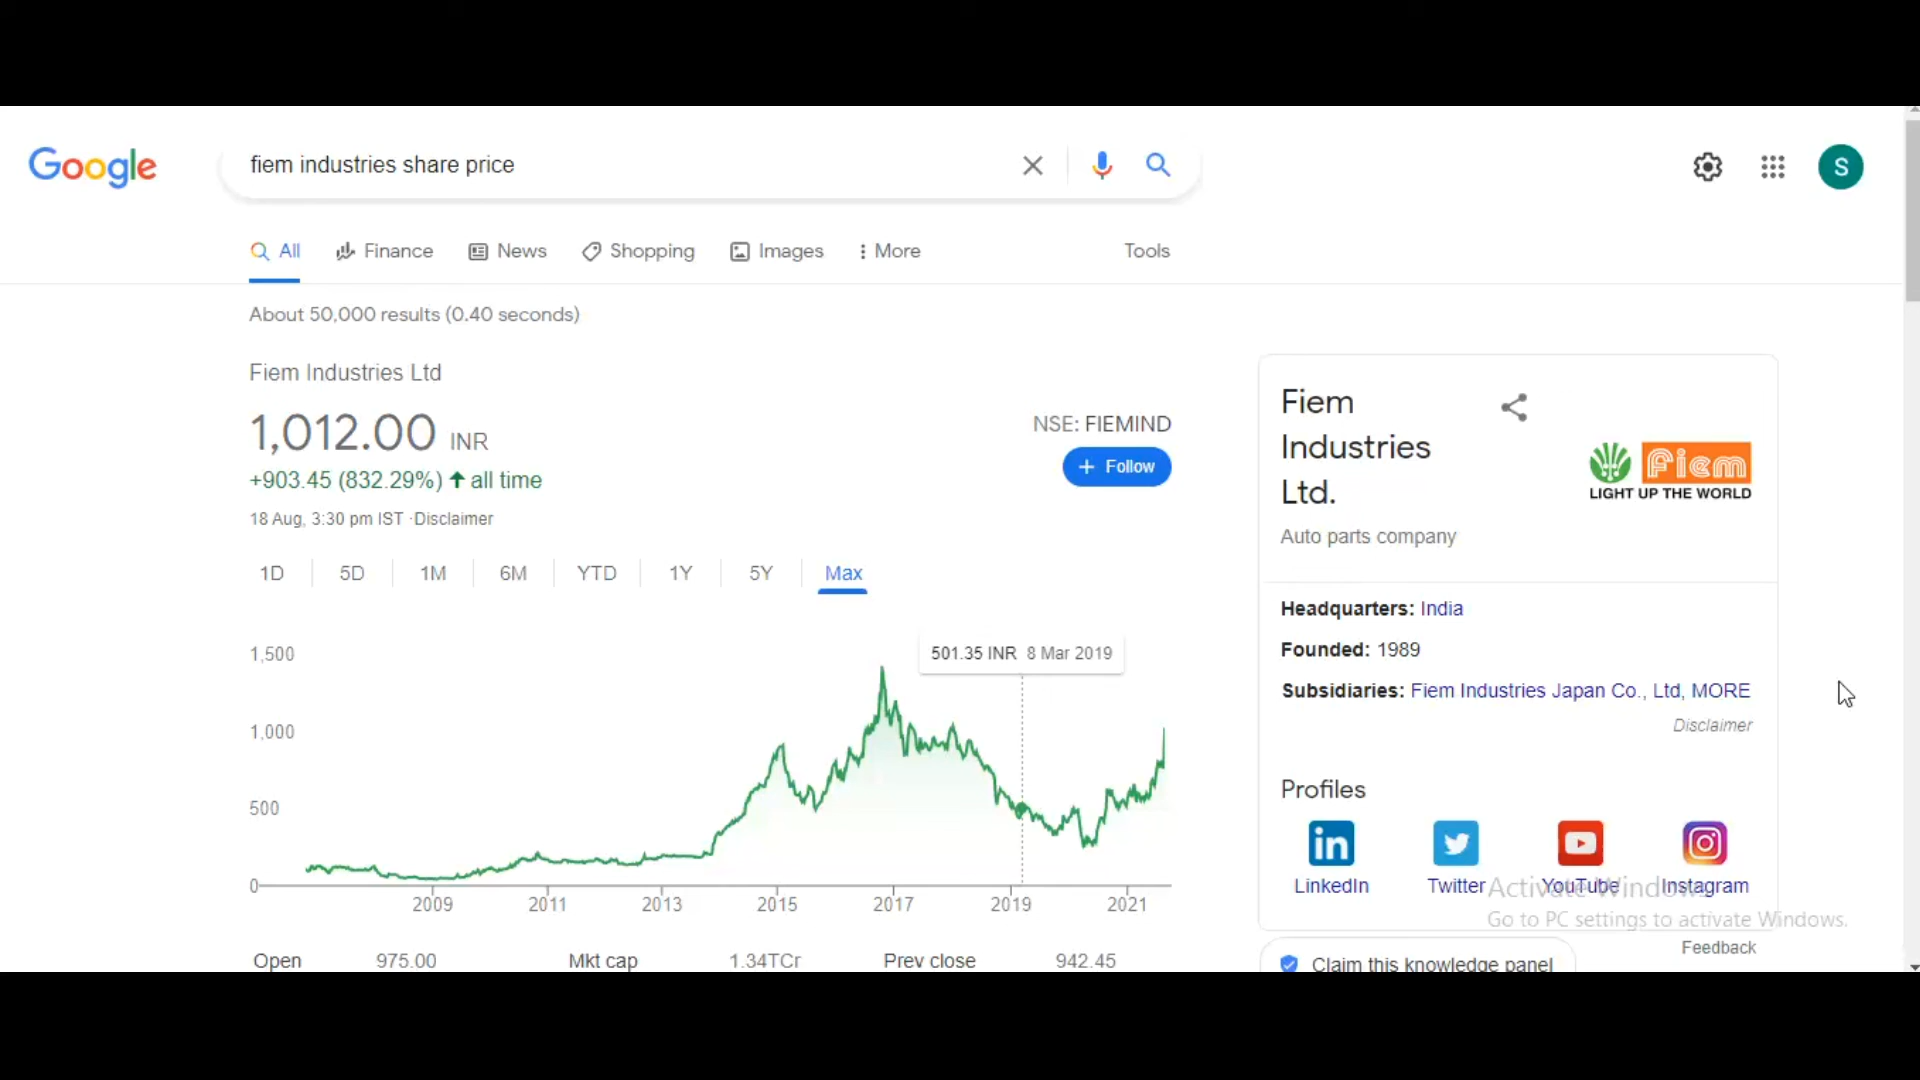 Google
fiem industries share price
S
All Finance News Shopping Images More Tools
About 50,000 results (0.40 seconds)
Fiem Industries Ltd
1,012.00 INR
+903.45 (832.29%) all time
18 Aug, 3:30 pm IST ·Disclaimer
NSE: FIEMIND
+ Follow
1D 5D 1M 6M YTD 1Y 5Y Max
501.35 INR 8 Mar 2019
1,500
1,000
500
0
2009 2011 2013 2015 2017 2019 2021
Open 975.00 Mkt cap 1.34TCr Prev close 942.45
Fiem
Industries
Ltd.
Fiem
LIGHT UP THE WORLD
Auto parts company
Headquarters: India
Founded: 1989
Subsidiaries: Fiem Industries Japan Co., Ltd, MORE
Disclaimer
Profiles
in
LinkedIn Twitter YouTube Instagram
Activate Windows
Go to PC settings to activate Windows.
Feedback
Claim this knowledge panel